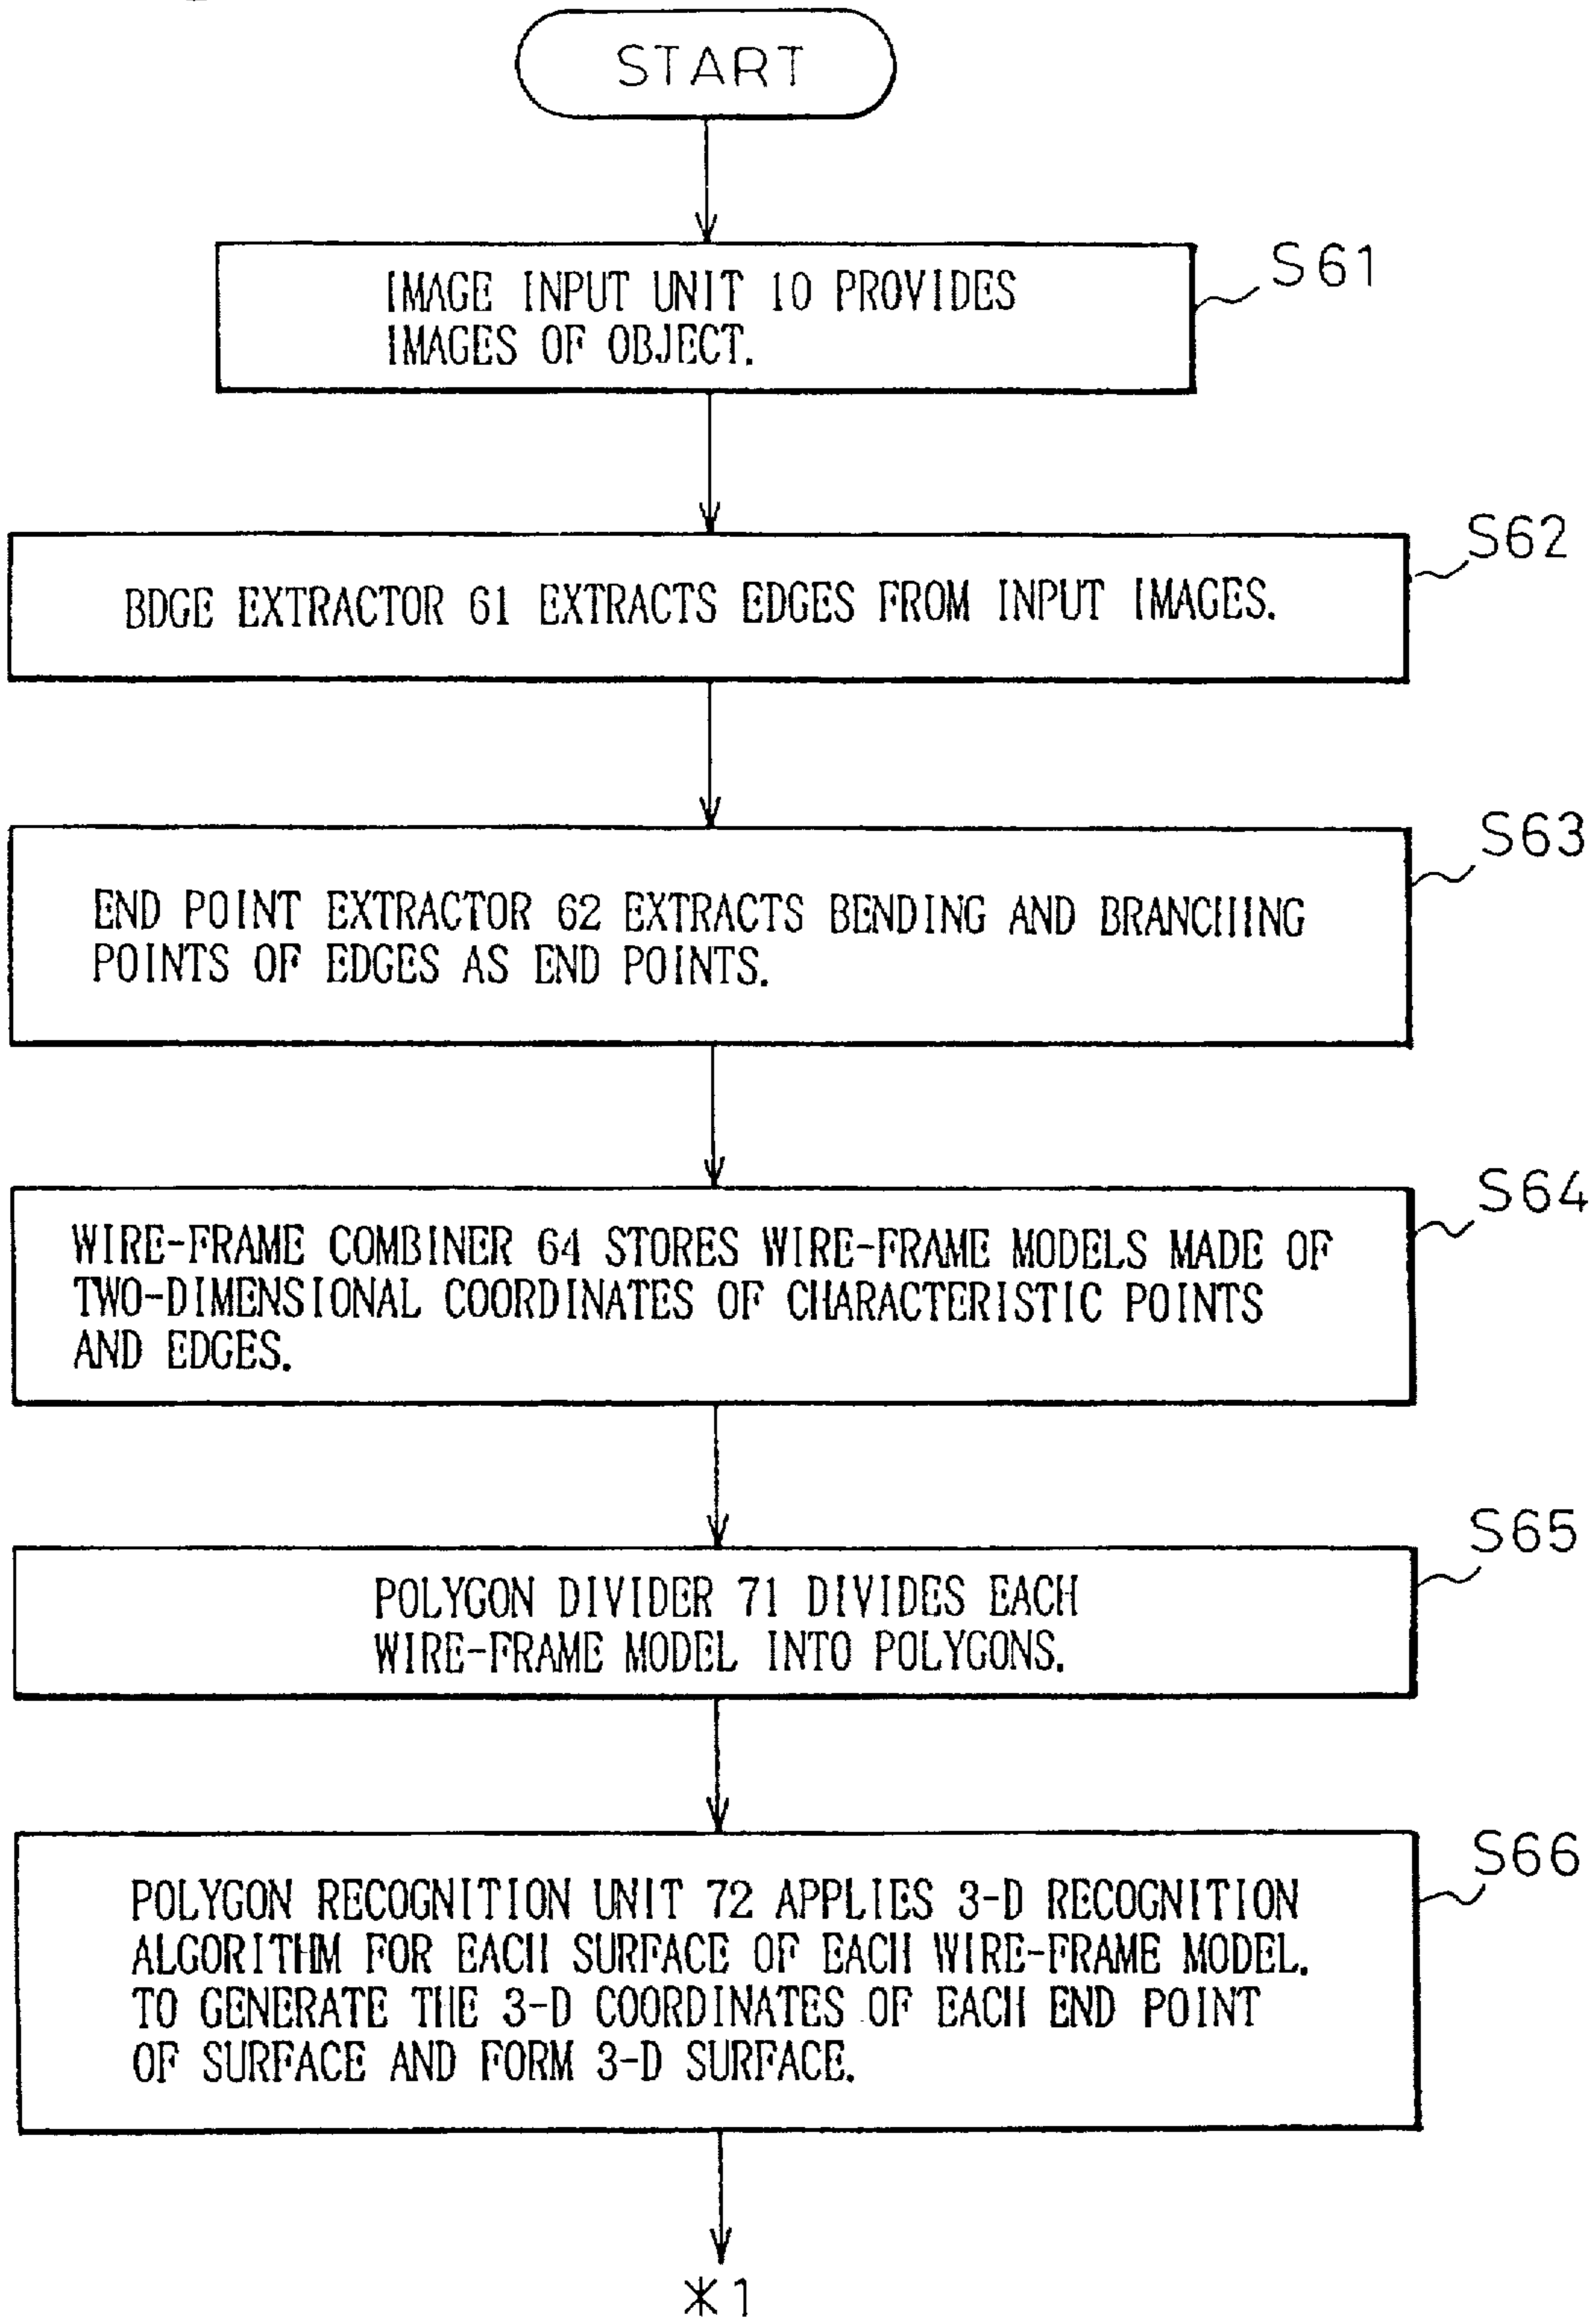 START
IMAGE INPUT UNIT 10 PROVIDES
IMAGES OF OBJECT.
S61
BDGE EXTRACTOR 61 EXTRACTS EDGES FROM INPUT IMAGES.
S62
END POINT EXTRACTOR 62 EXTRACTS BENDING AND BRANCHING
POINTS OF EDGES AS END POINTS.
S63
WIRE-FRAME COMBINER 64 STORES WIRE-FRAME MODELS MADE OF
TWO-DIMENSIONAL COORDINATES OF CHARACTERISTIC POINTS
AND EDGES.
S64
POLYGON DIVIDER 71 DIVIDES EACH
WIRE-FRAME MODEL INTO POLYGONS.
S65
POLYGON RECOGNITION UNIT 72 APPLIES 3-D RECOGNITION
ALGORITHM FOR EACH SURFACE OF EACH WIRE-FRAME MODEL.
TO GENERATE THE 3-D COORDINATES OF EACH END POINT
OF SURFACE AND FORM 3-D SURFACE.
S66
*1